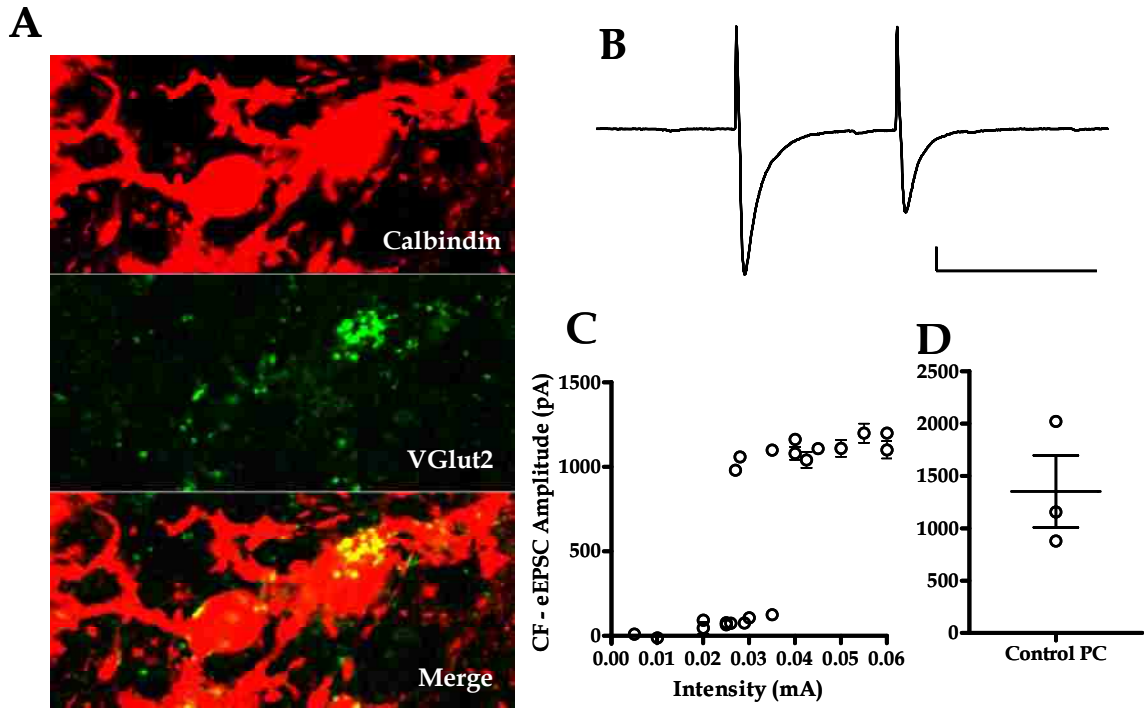 A
Calbindin
VGlut2
Merge
B
C
CF - eEPSC Amplitude (pA)
1500
1000
500
0
0.00 0.01 0.02 0.03 0.04 0.05 0.06
Intensity (mA)
D
2500
2000
1500
1000
500
0
Control PC